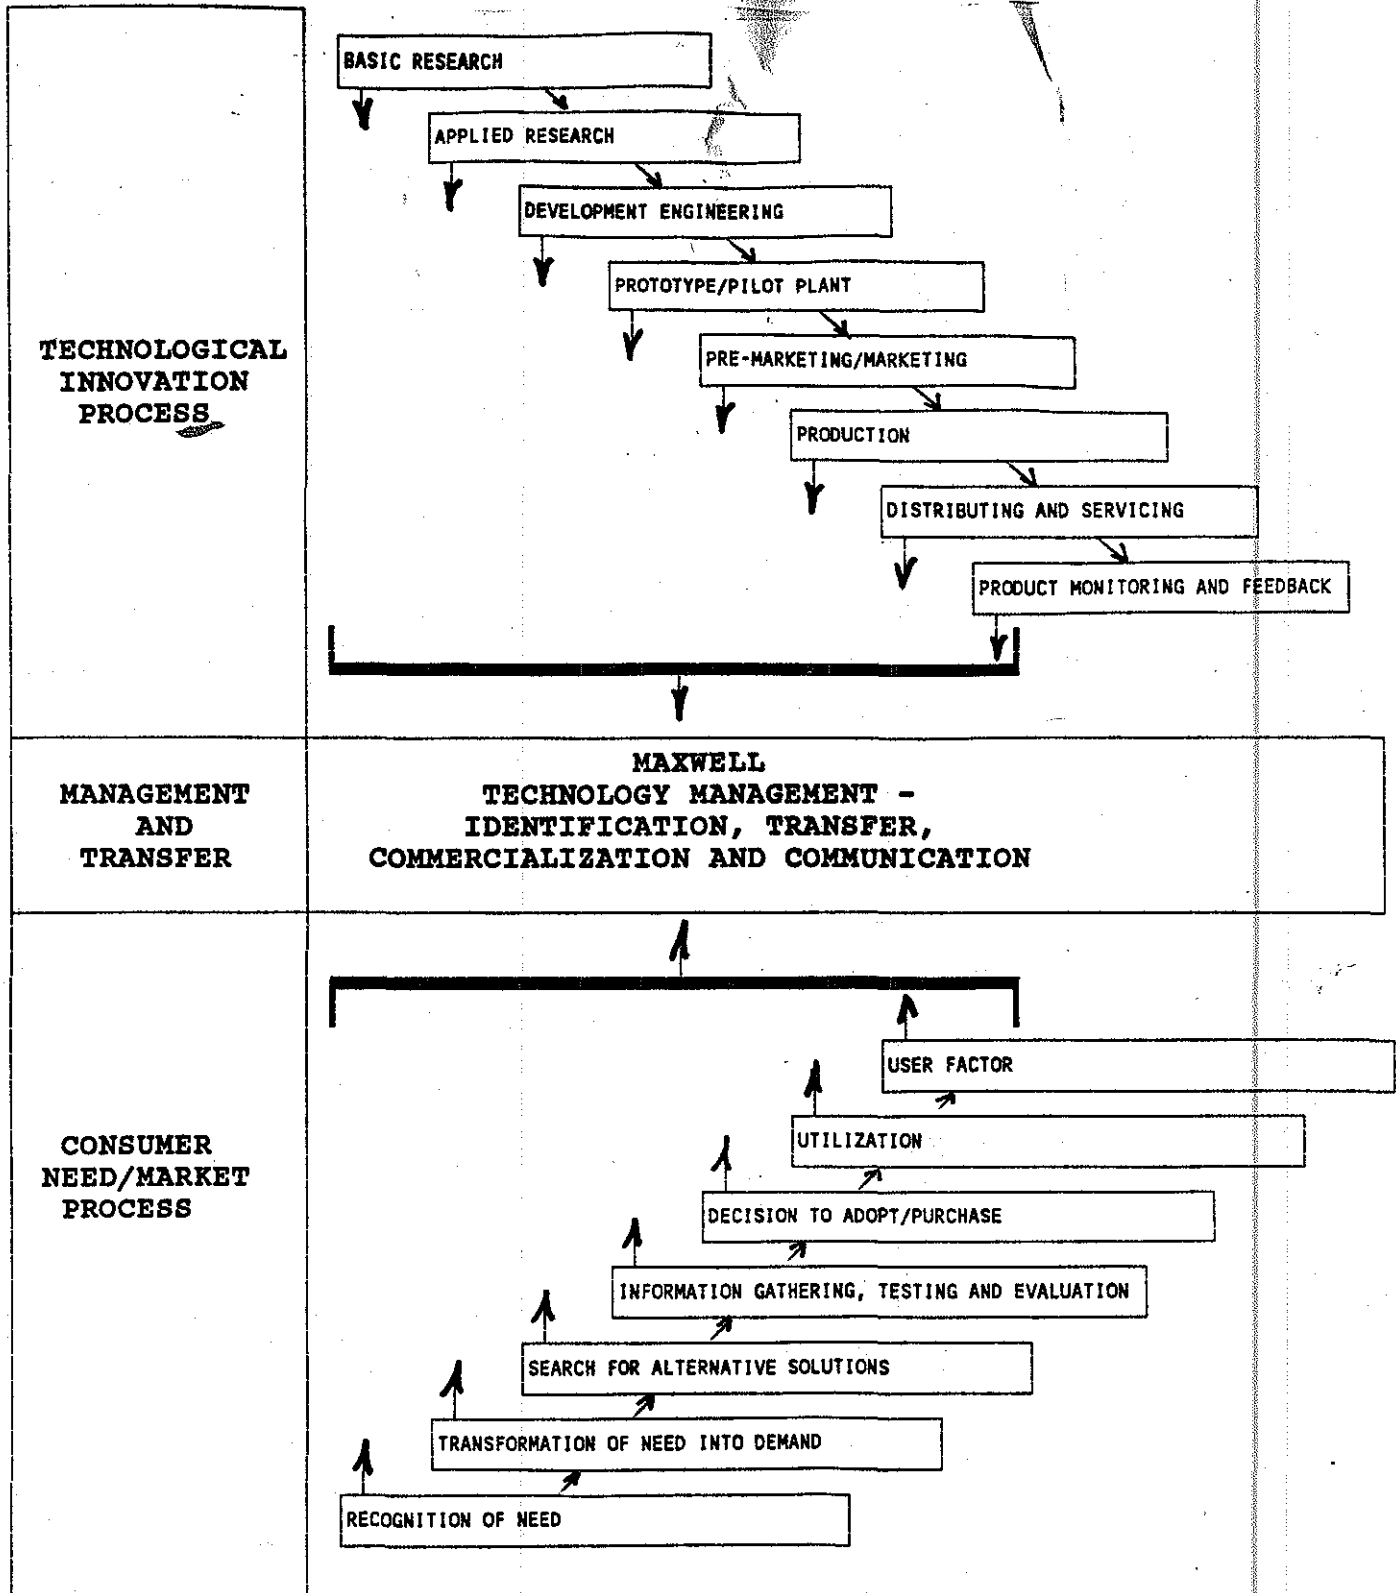 BASIC RESEARCH
APPLIED RESEARCH
DEVELOPMENT ENGINEERING
PROTOTYPE/PILOT PLANT
TECHNOLOGICAL
INNOVATION
PROCESS
PRE-MARKETING/MARKETING
PRODUCTION
DISTRIBUTING AND SERVICING
PRODUCT MONITORING AND FEEDBACK
MANAGEMENT
AND
TRANSFER
MAXWELL
TECHNOLOGY MANAGEMENT -
IDENTIFICATION, TRANSFER,
COMMERCIALIZATION AND COMMUNICATION
CONSUMER
NEED/MARKET
PROCESS
USER FACTOR
UTILIZATION
DECISION TO ADOPT/PURCHASE
INFORMATION GATHERING, TESTING AND EVALUATION
SEARCH FOR ALTERNATIVE SOLUTIONS
TRANSFORMATION OF NEED INTO DEMAND
RECOGNITION OF NEED